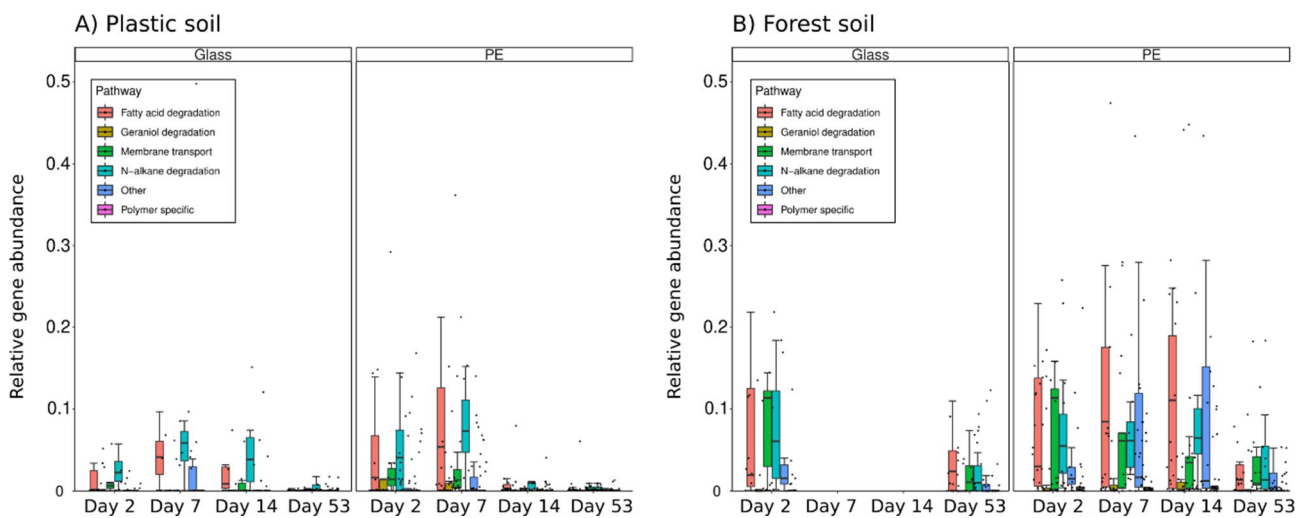 A) Plastic soil
Glass
PE
Relative gene abundance
0.5
0.4
0.3
0.2
0.1
0
Pathway
Fatty acid degradation
Geraniol degradation
Membrane transport
N-alkane degradation
Other
Polymer specific
Day 2 Day 7 Day 14 Day 53
Day 2 Day 7 Day 14 Day 53
B) Forest soil
Glass
PE
Relative gene abundance
0.5
0.4
0.3
0.2
0.1
0
Pathway
Fatty acid degradation
Geraniol degradation
Membrane transport
N-alkane degradation
Other
Polymer specific
Day 2 Day 7 Day 14 Day 53
Day 2 Day 7 Day 14 Day 53